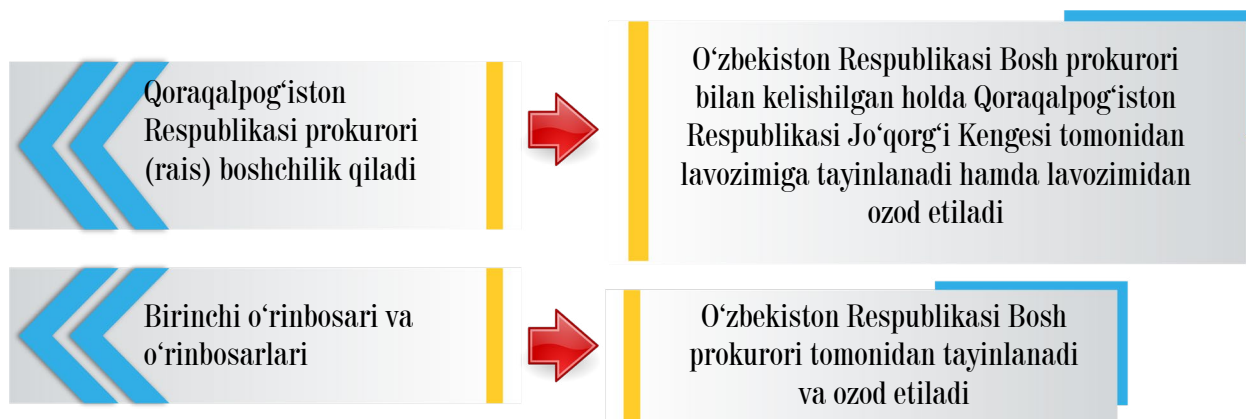 Qoraqalpog‘iston
Respublikasi prokurori
(rais) boshchilik qiladi
O‘zbekiston Respublikasi Bosh prokurori
bilan kelishilgan holda Qoraqalpog‘iston
Respublikasi Jo‘qorg‘i Kengesi tomonidan
lavozimiga tayinlanadi hamda lavozimidan
ozod etiladi
Birinchi o‘rinbosari va
o‘rinbosarlari
O‘zbekiston Respublikasi Bosh
prokurori tomonidan tayinlanadi
va ozod etiladi